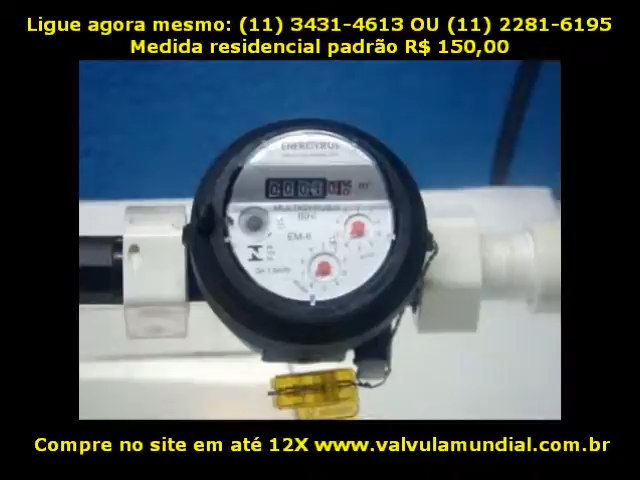 Ligue agora mesmo: (11) 3431-4613 OU (11) 2281-6195
Medida residencial padrão R$ 150,00
EM-6
Compre no site em até 12X www.valvulamundial.com.br